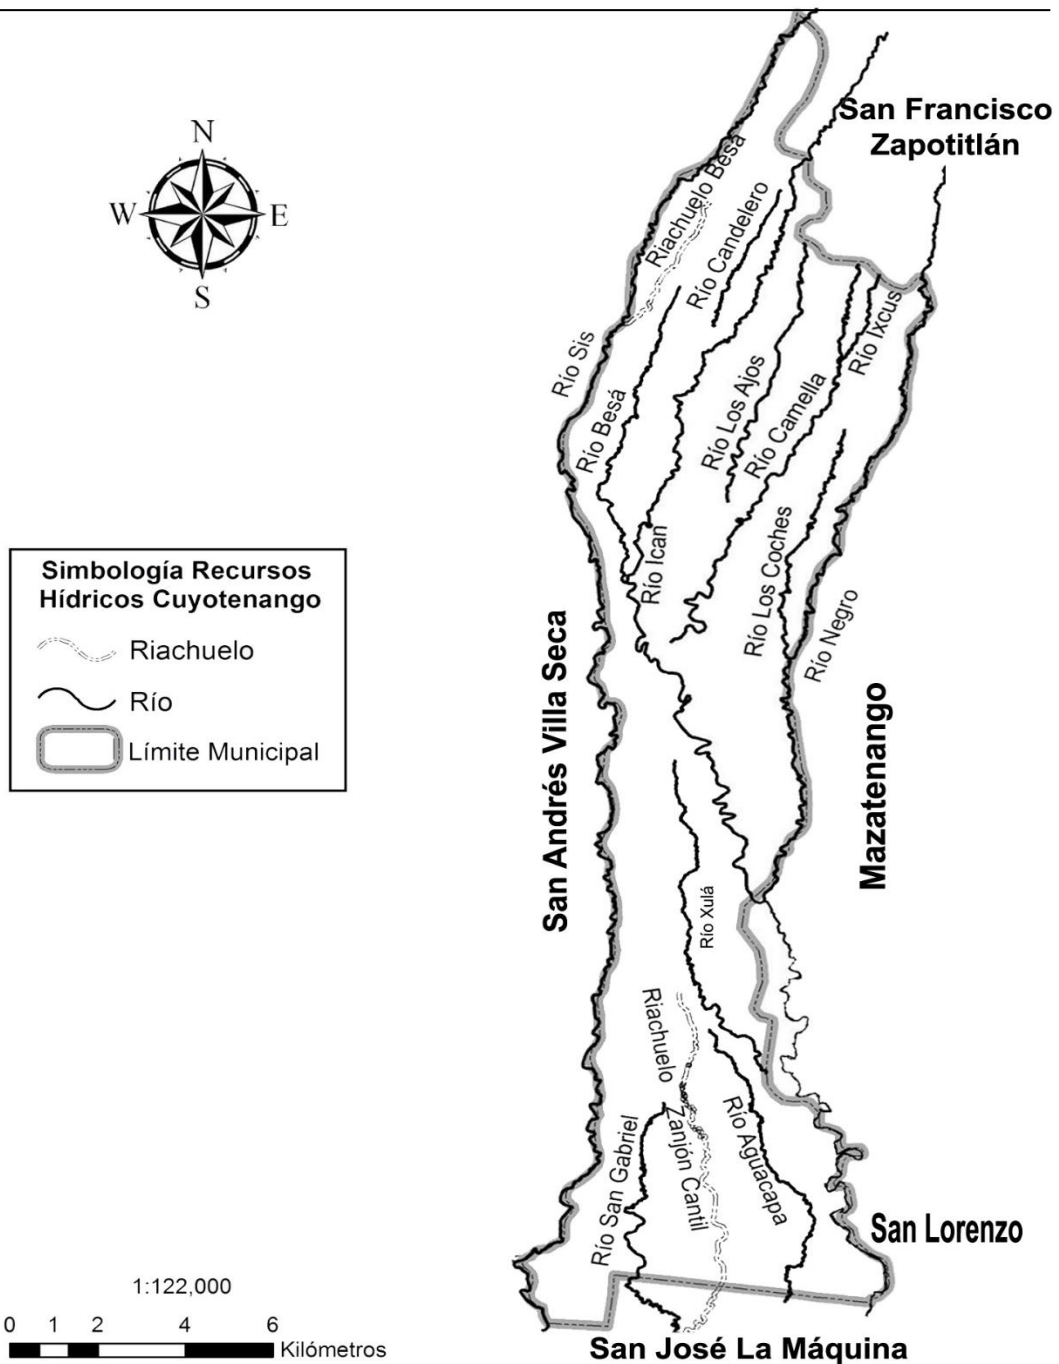 N
W
E
S
San Francisco
Zapotitlán
Riachuelo Besá
Río Candelero
Río Sis
Río Besá
Río Los Ajos
Río Camella
Río Ixcus
Río Ican
Río Los Coches
Río Negro
Simbología Recursos
Hídricos Cuyotenango
Riachuelo
Río
Límite Municipal
San Andrés Villa Seca
Mazatenango
Río Xulá
Riachuelo
Zanjón Cantil
Río San Gabriel
Río Aguacapa
San Lorenzo
San José La Máquina
1:122,000
0 1 2 4 6
Kilómetros